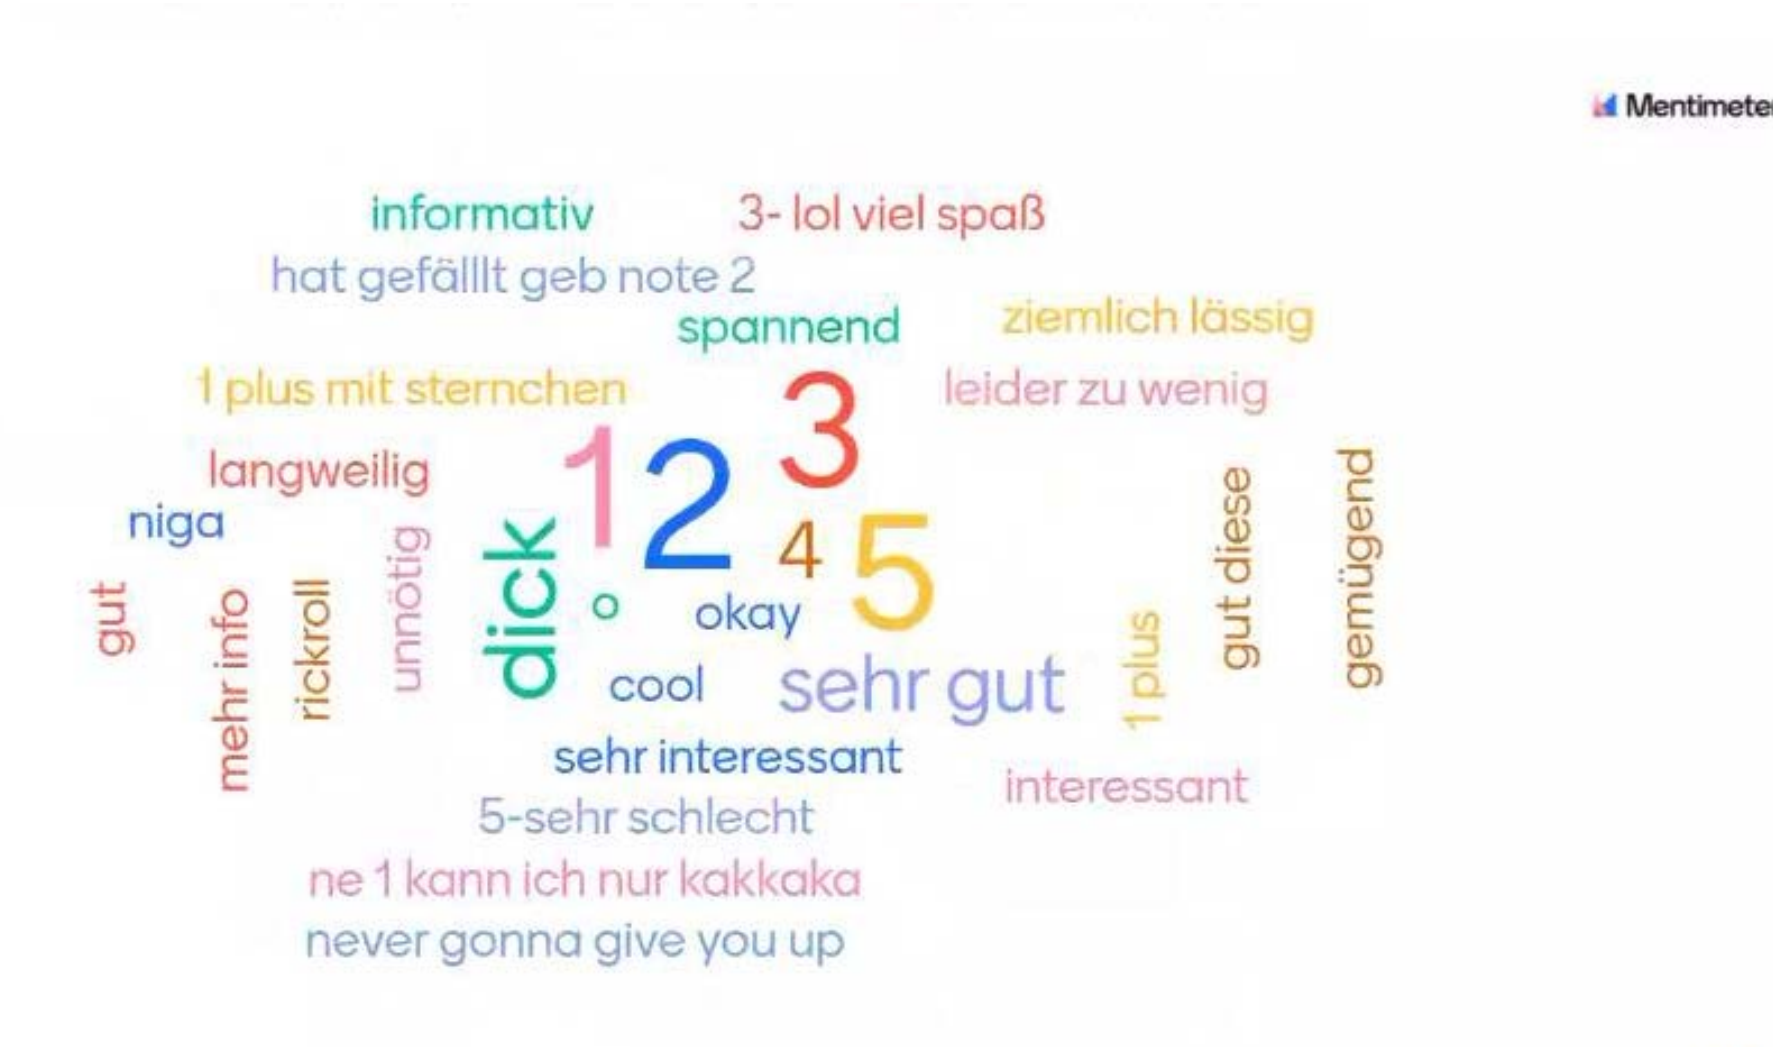 Mentimeter
informativ
3- lol viel spaß
hat gefälllt geb note 2
spannend
ziemlich lässig
1 plus mit sternchen
3
leider zu wenig
1
2
langweilig
niga
gut
mehr info
rickroll
unnötig
dick
°
4
5
okay
cool
sehr gut
1 plus
gut diese
gemügend
sehr interessant
interessant
5-sehr schlecht
ne 1 kann ich nur kakkaka
never gonna give you up